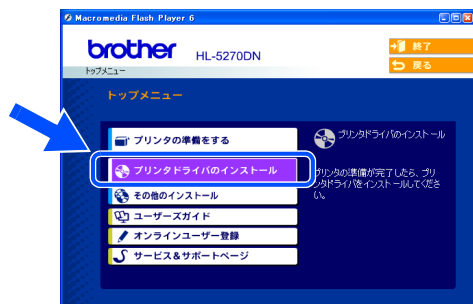 Macromedia Flash Player 6
brother HL-5270DN
終了
戻る
トップメニュー
トップメニュー
プリンタの準備をする
プリンタドライバのインストール
その他のインストール
ユーザーズガイド
オンラインユーザー登録
サービス&サポートページ
プリンタドライバのインストール
プリンタの準備が完了したら、プリ
ンタドライバをインストールしてくださ
い。